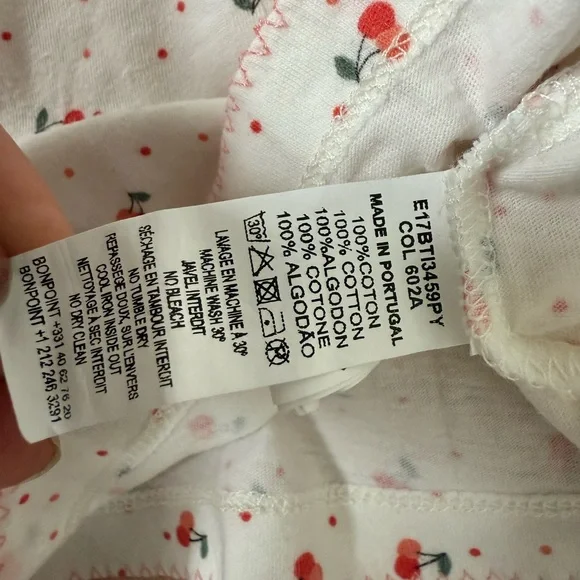 E17BTI3459PY
COL 602A
MADE IN PORTUGAL
100%COTON
100% COTTON
100%ALGODON
100% COTONE
100% ALGODÃO
30°
LAVAGE EN MACHINE A 30°
MACHINE WASH 30°
JAVEL INTERDIT
NO BLEACH
SÉCHAGE EN TAMBOUR INTERDIT
NO TUMBLE DRY
REPASSEGE DOUX, SUR L'ENVERS
COOL IRON INSIDE OUT
NETTOYAGE A SEC INTERDIT
NO DRY CLEAN
BONPOINT +331 40 62 76 20
BONPOINT +1 212 246 3291